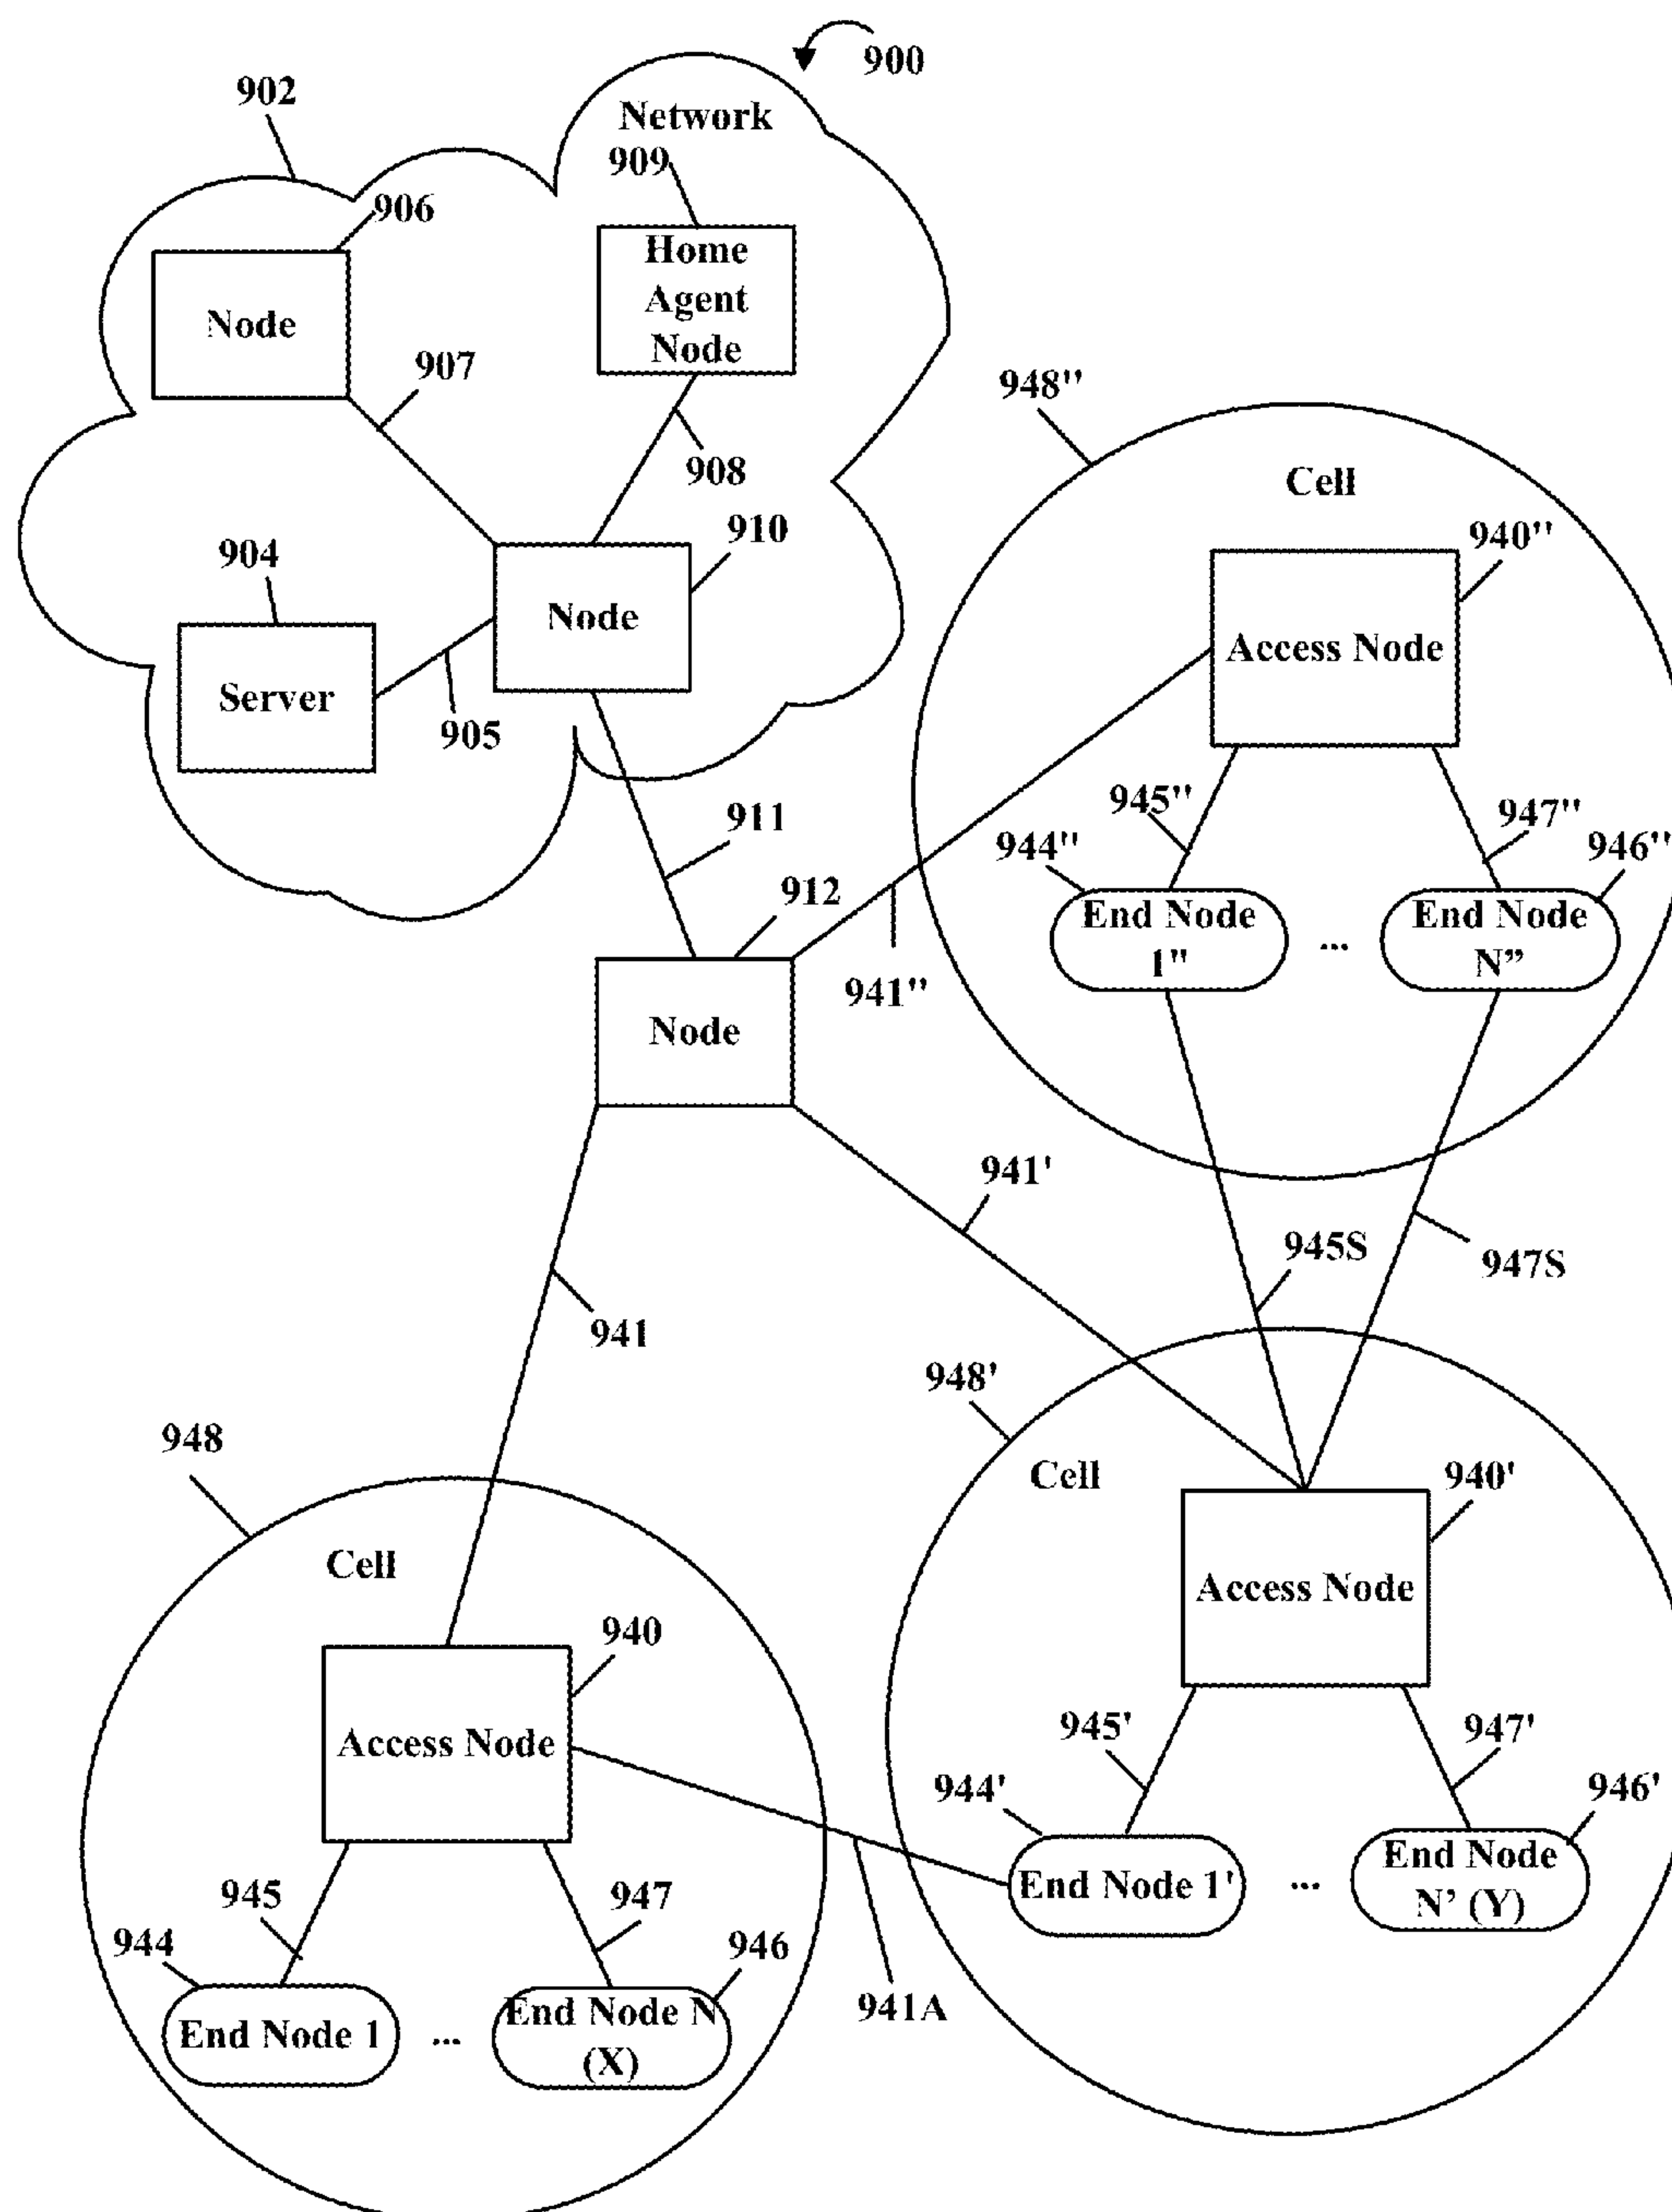 900
902
Network
909
906
Home
Agent
Node
Node
907
948"
908
Cell
910
940"
904
Node
Access Node
Server
905
945"
947"
911
944"
946"
912
End Node
1"
...
End Node
N”
941"
Node
941'
945S
947S
941
948'
948
Cell
940'
Cell
Access Node
940
945'
947'
Access Node
944'
946'
End Node 1'
...
End Node
N’ (Y)
945
947
944
946
941A
End Node 1
...
End Node N
(X)